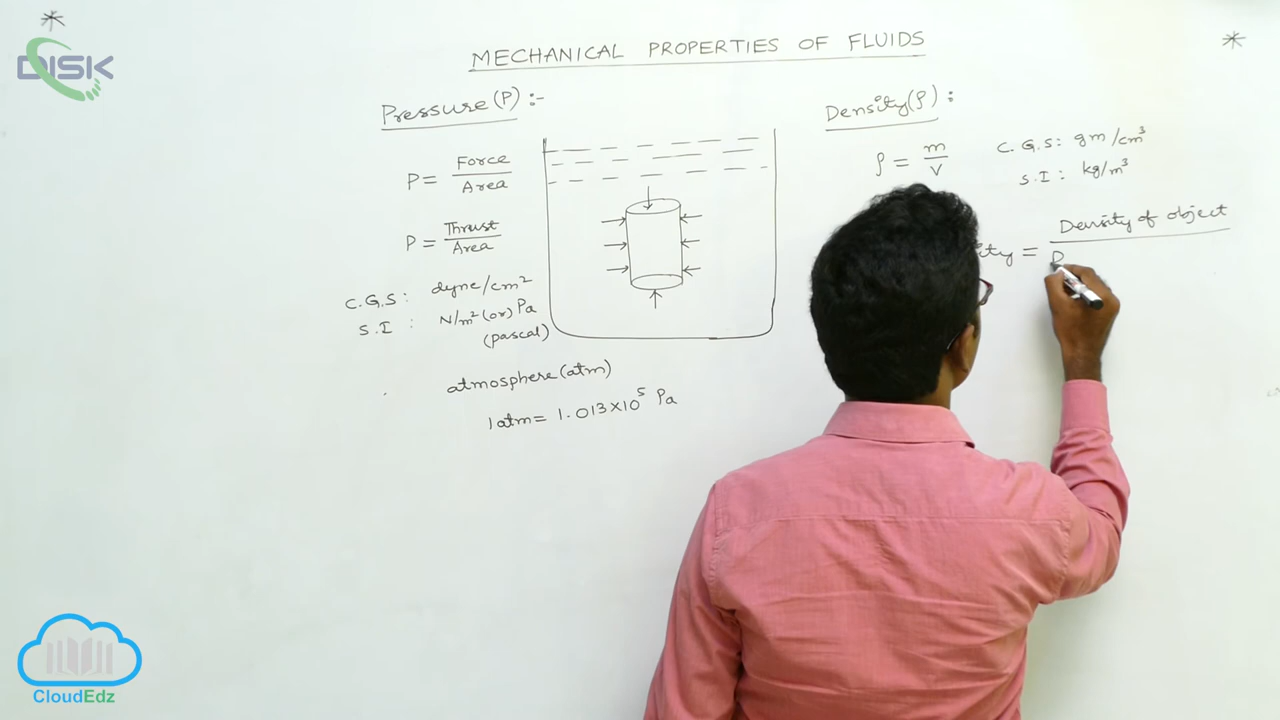 DISK
MECHANICAL PROPERTIES OF FLUIDS
Pressure (P) :-
P = Force / Area
P = Thrust / Area
C.G.S : dyne/cm²
S.I : N/m² (or) Pa
(pascal)
atmosphere (atm)
1 atm = 1.013 × 10⁵ Pa
Density (ρ) :
ρ = m / V
C.G.S : gm/cm³
S.I : kg/m³
ity = Density of object
CloudEdz